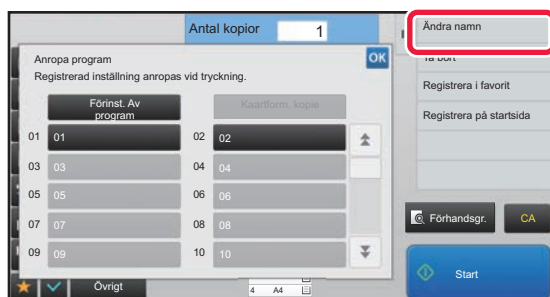 Antal kopior 1
Ändra namn
Ta bort
Registrera i favorit
Registrera på startsida
Anropa program
OK
Registrerad inställning anropas vid tryckning.
Förinst. Av
program
Kaartform. kopie
01 01
02 02
03 03
04 04
05 05
06 06
07 07
08 08
09 09
10 10
Förhandsgr.
CA
Övrigt
4 A4
Start